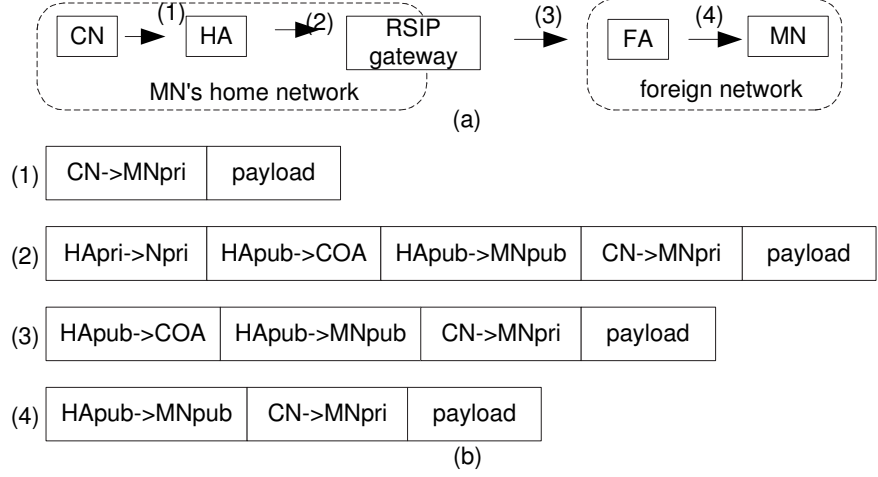 (1) (2) (3) (4)
CN HA RSIP gateway FA MN
MN's home network foreign network
(a)
(1) CN->MNpri payload
(2) HApri->Npri HApub->COA HApub->MNpub CN->MNpri payload
(3) HApub->COA HApub->MNpub CN->MNpri payload
(4) HApub->MNpub CN->MNpri payload
(b)